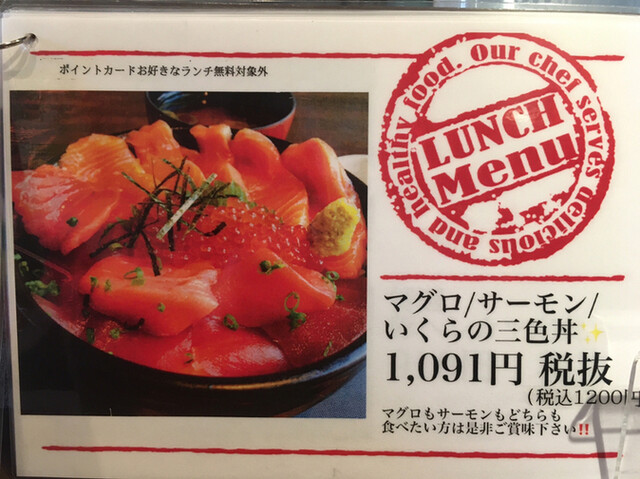 ポイントカードお好きなランチ無料対象外
healthy food. Our chef serves delicious and
LUNCH
Menu
マグロ/サーモン/
いくらの三色丼✨
1,091円 税抜
(税込1200円
マグロもサーモンもどちらも
食べたい方は是非ご賞味下さい‼️